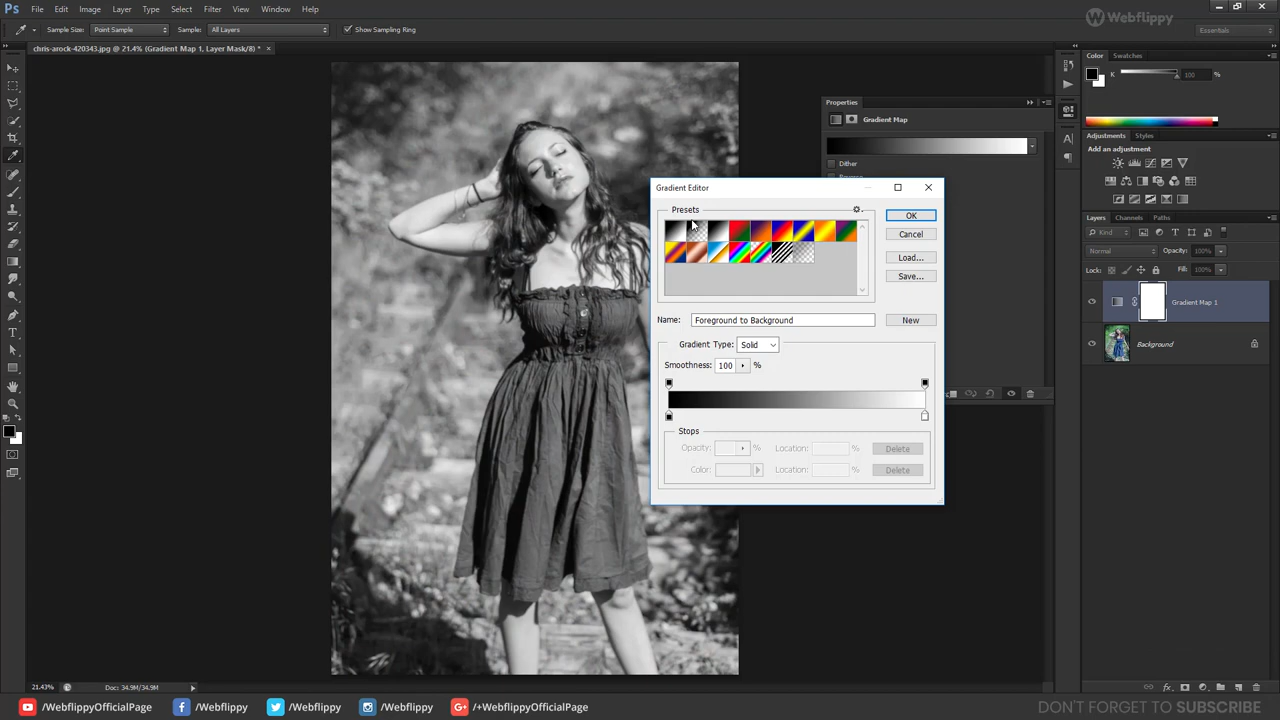 Ps File Edit Image Layer Type Select Filter 3D View Window Help
Webflippy
Sample Size: Point Sample Sample: All Layers Show Sampling Ring
Essentials
chris-arock-420343.jpg @ 21.4% (Gradient Map 1, Layer Mask/8) * ×
Color Swatches
K 100 %
Properties
Gradient Map
Dither
Adjustments Styles
Add an adjustment
Gradient Editor
Presets
OK
Cancel
Load...
Save...
Name: Foreground to Background New
Gradient Type: Solid
Smoothness: 100 %
Stops
Opacity: % Location: % Delete
Color: Location: % Delete
Layers Channels Paths
Kind
Normal Opacity: 100%
Lock: Fill: 100%
Gradient Map 1
Background
21.43% Doc: 34.9M/34.9M
/WebflippyOfficialPage /Webflippy /Webflippy /Webflippy /+WebflippyOfficialPage DON'T FORGET TO SUBSCRIBE